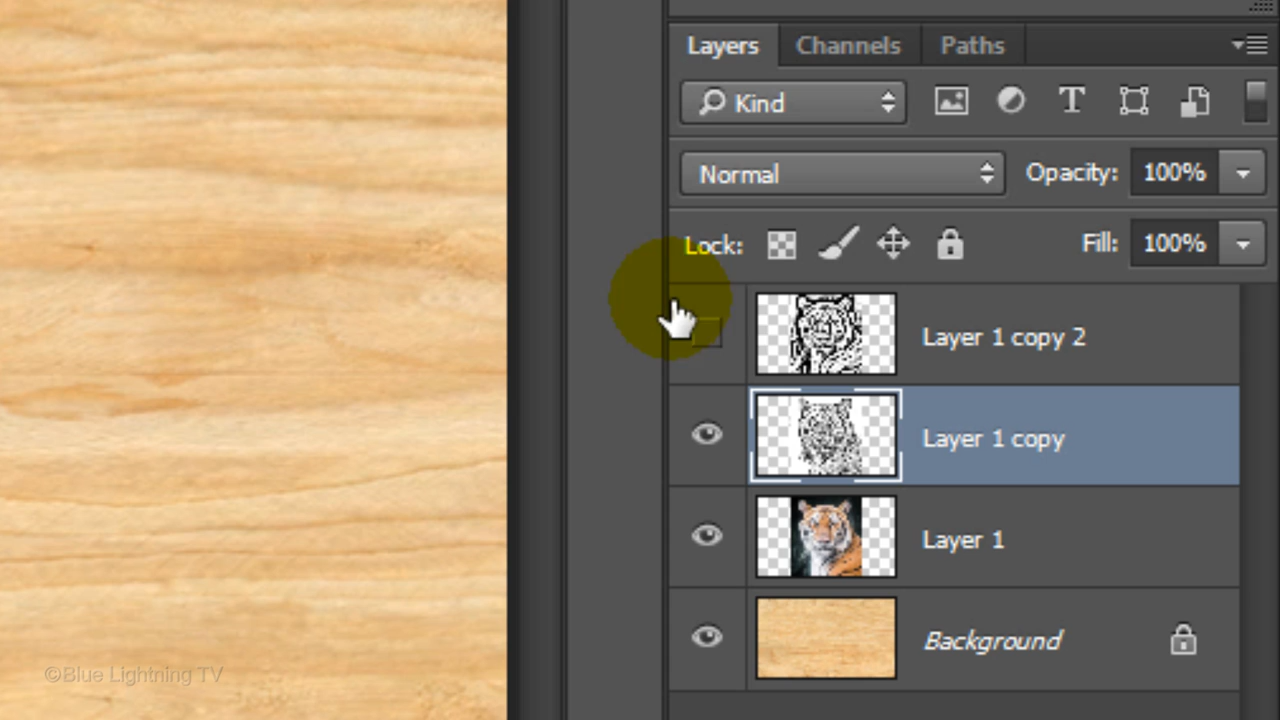 Layers Channels Paths
Kind
Normal Opacity: 100%
Lock: Fill: 100%
Layer 1 copy 2
Layer 1 copy
Layer 1
Background
©Blue Lightning TV